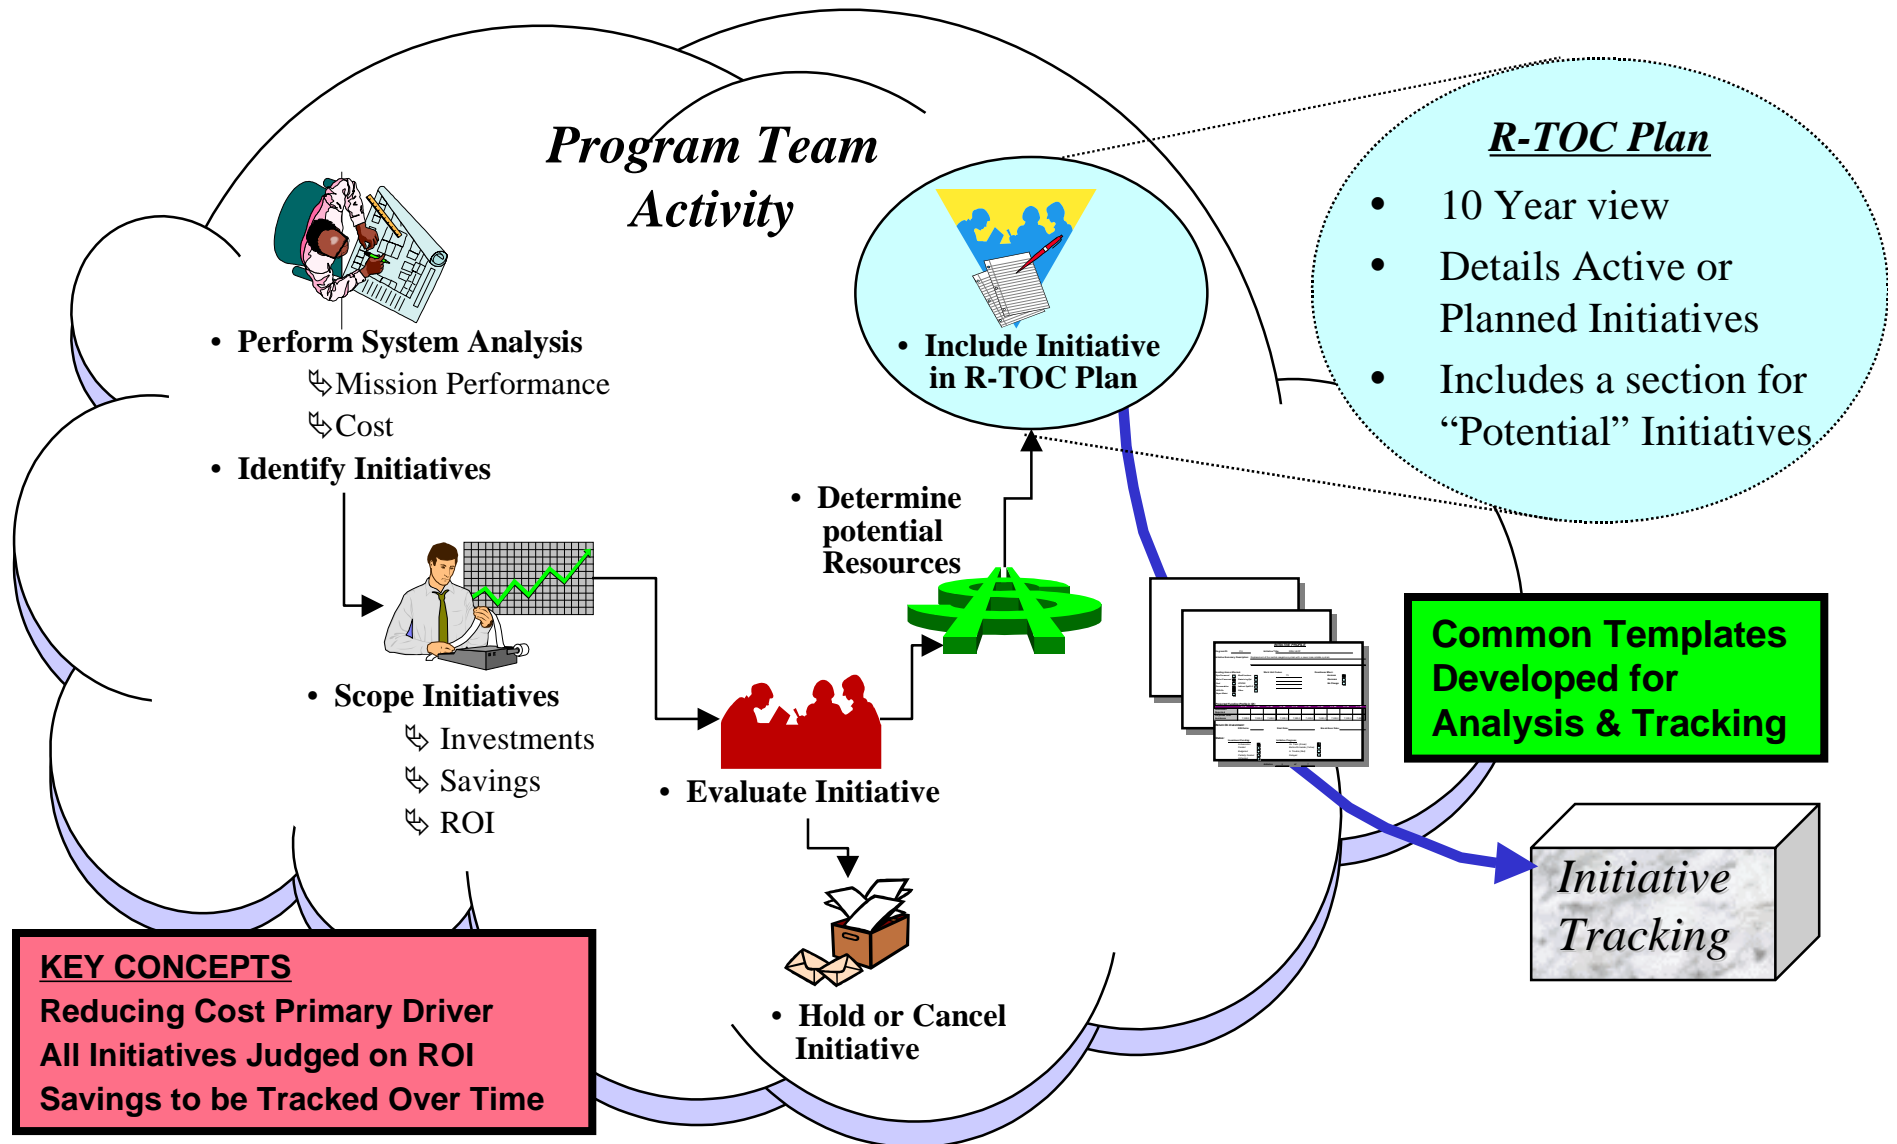 Program Team
Activity
• Perform System Analysis
Mission Performance
Cost
• Identify Initiatives
• Scope Initiatives
Investments
Savings
ROI
• Evaluate Initiative
• Hold or Cancel
Initiative
• Determine
potential
Resources
• Include Initiative
in R-TOC Plan
R-TOC Plan
• 10 Year view
• Details Active or
Planned Initiatives
• Includes a section for
“Potential” Initiatives
Common Templates
Developed for
Analysis & Tracking
Initiative
Tracking
KEY CONCEPTS
Reducing Cost Primary Driver
All Initiatives Judged on ROI
Savings to be Tracked Over Time